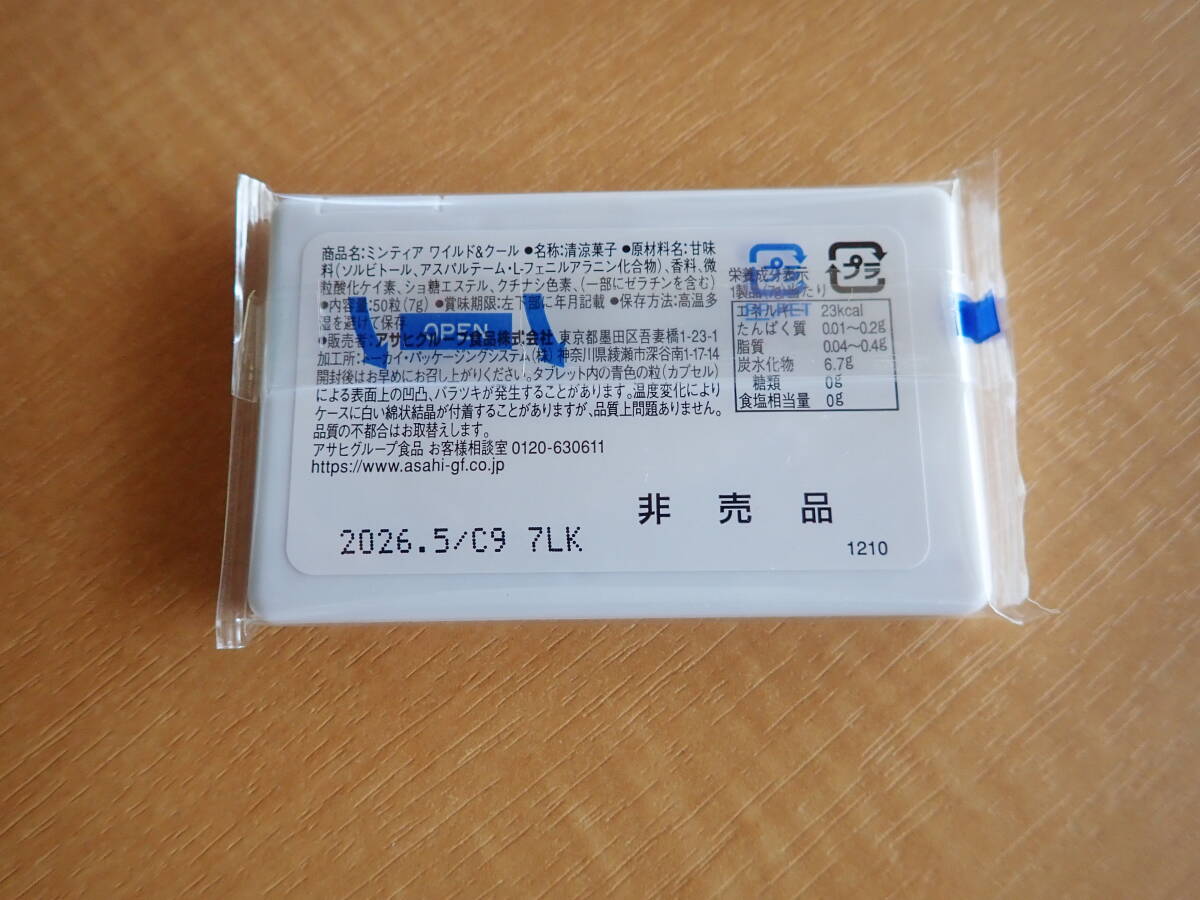 商品名:ミンティア ワイルド&クール ●名称:清涼菓子 ●原材料名:甘味
料(ソルビトール、アスパルテーム・L-フェニルアラニン化合物)、香料、微
粒酸化ケイ素、ショ糖エステル、クチナシ色素、(一部にゼラチンを含む)
●内容量:50粒(7g) ●賞味期限:左下部に年月記載 ●保存方法:高温多
湿を避けて保存
OPEN
●販売者:アサヒグループ食品株式会社 東京都墨田区吾妻橋1-23-1
加工所:トーカイ・パッケージングシステム(株) 神奈川県綾瀬市深谷南1-17-14
開封後はお早めにお召し上がりください。タブレット内の青色の粒(カプセル)
による表面上の凹凸、バラツキが発生することがあります。温度変化により
ケースに白い綿状結晶が付着することがありますが、品質上問題ありません。
品質の不都合はお取替えします。
アサヒグループ食品 お客様相談室 0120-630611
https://www.asahi-gf.co.jp
プラ
プラ
栄養成分表示
1製品(7g)当たり
エネルギー 23kcal
たんぱく質 0.01〜0.2g
脂質 0.04〜0.4g
炭水化物 6.7g
糖類 0g
食塩相当量 0g
非売品
2026.5/C9 7LK
1210